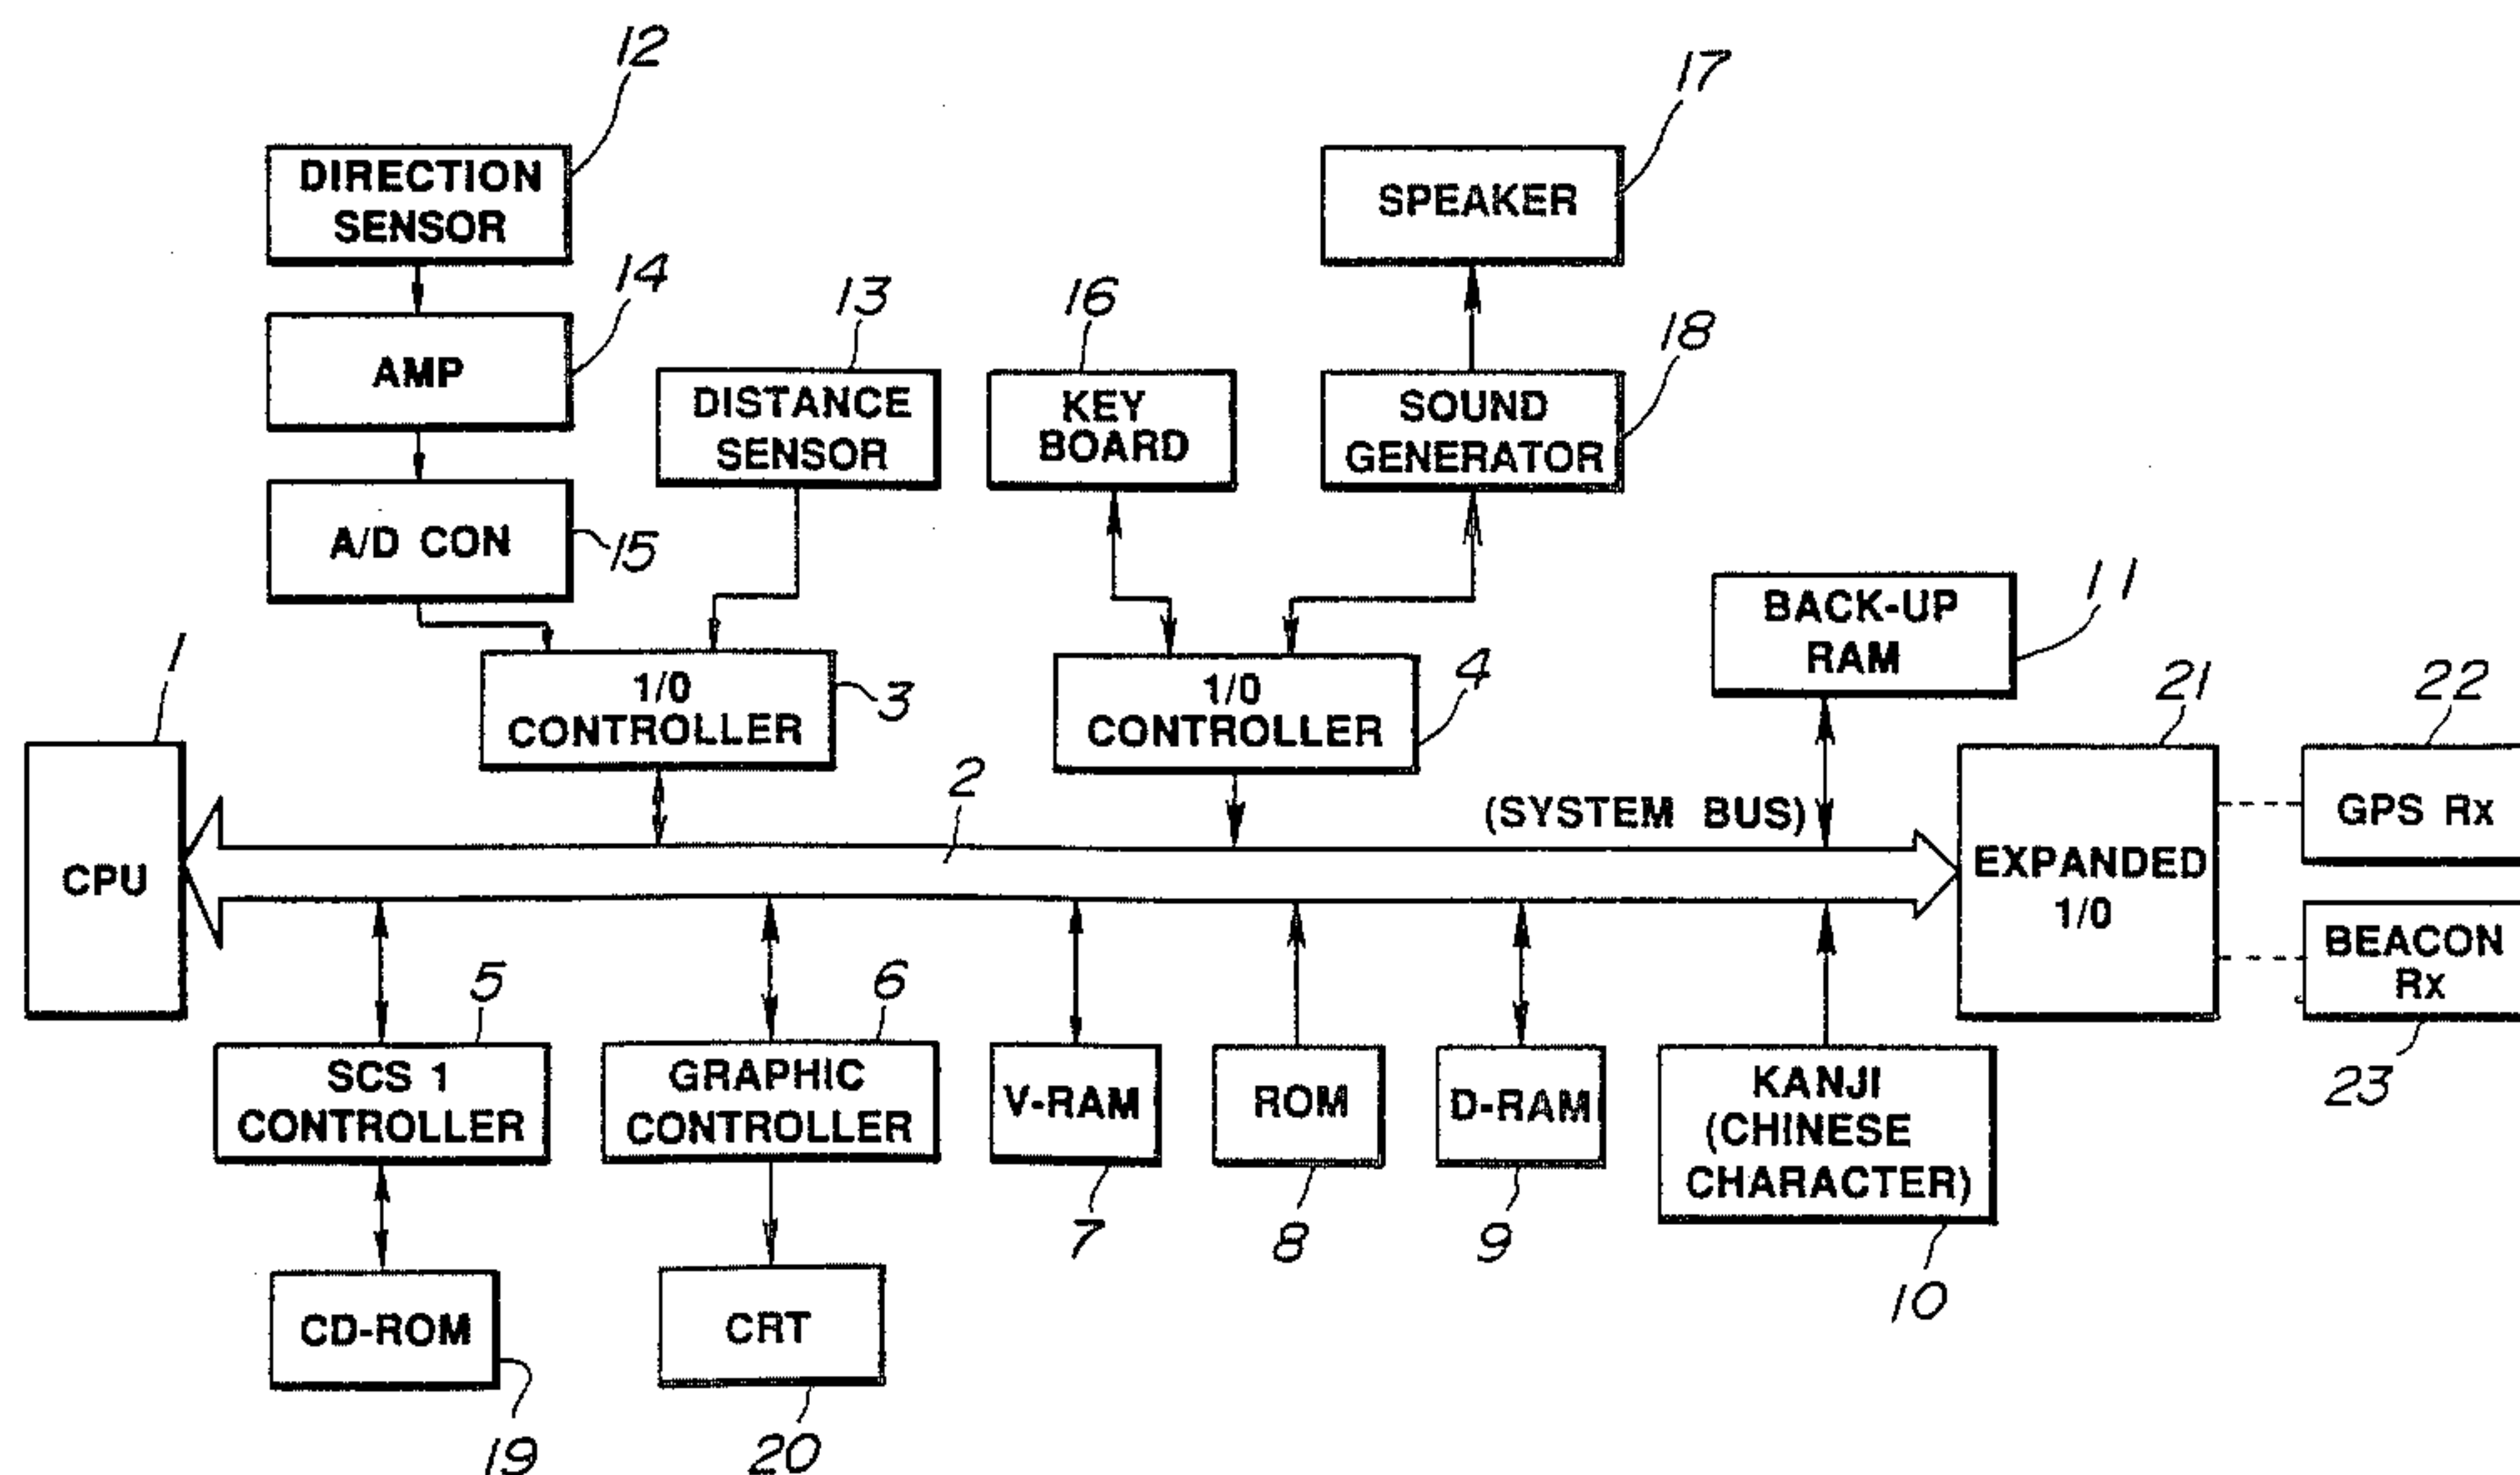 12
17
DIRECTION
SENSOR
SPEAKER
14
13
16
18
AMP
DISTANCE
SENSOR
KEY
BOARD
SOUND
GENERATOR
A/D CON
15
11
BACK-UP
RAM
1
1/0
CONTROLLER
3
1/0
CONTROLLER
4
21
22
2
(SYSTEM BUS)
GPS Rx
CPU
EXPANDED
1/0
BEACON
Rx
5
6
23
SCS 1
CONTROLLER
GRAPHIC
CONTROLLER
V-RAM
ROM
D-RAM
KANJI
(CHINESE
CHARACTER)
7
8
9
10
CD-ROM
CRT
19
20